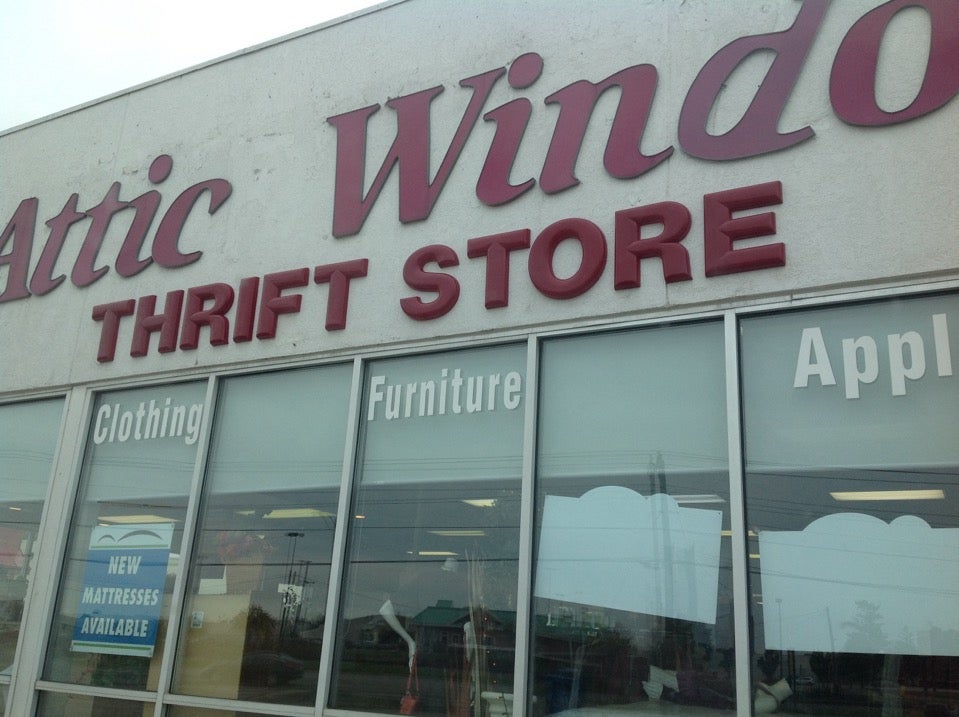 Attic Windo
THRIFT STORE
Clothing
Furniture
Appl
NEW
MATTRESSES
AVAILABLE